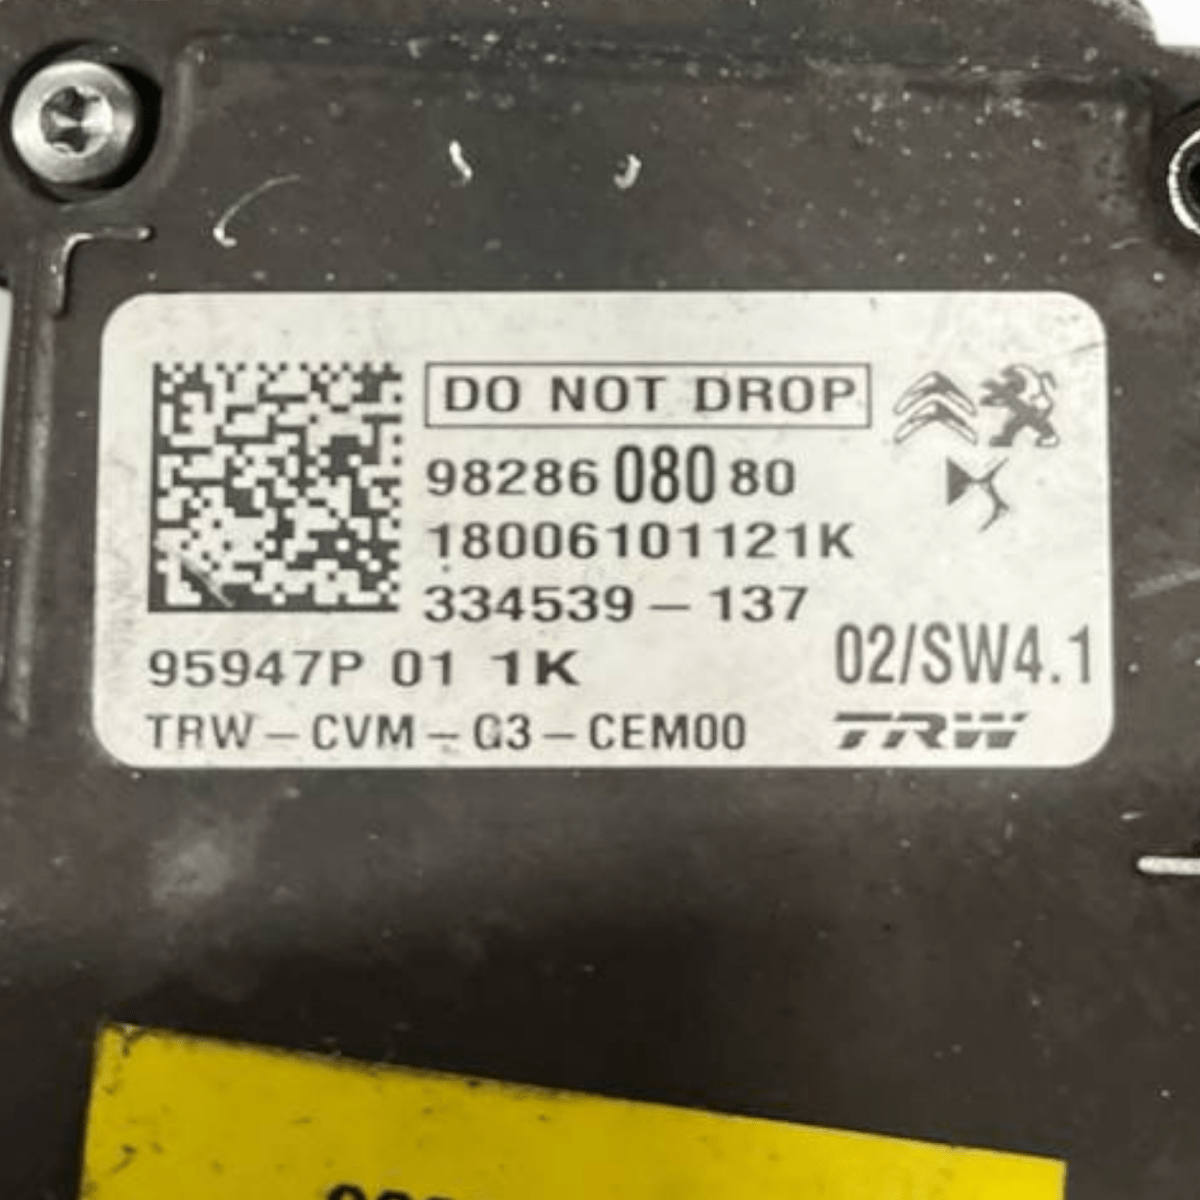 DO NOT DROP
98286 080 80
18006101121K
334539 - 137
02/SW4.1
95947P 01 1K
TRW - CVM - G3 - CEM00
TRW